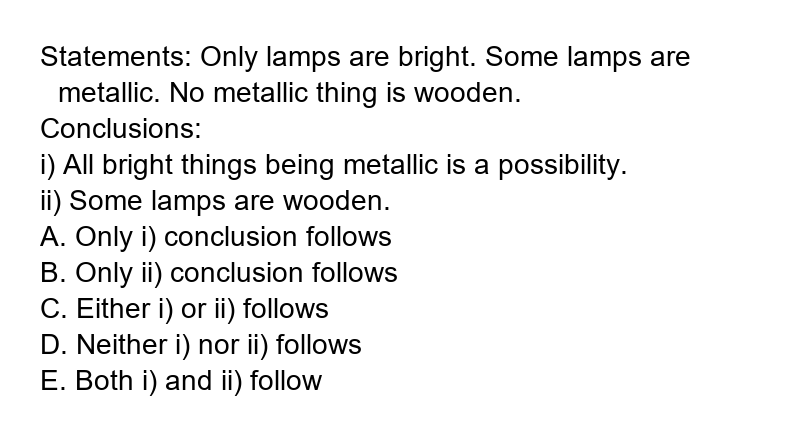 Statements: Only lamps are bright. Some lamps are
metallic. No metallic thing is wooden.
Conclusions:
i) All bright things being metallic is a possibility.
ii) Some lamps are wooden.
A. Only i) conclusion follows
B. Only ii) conclusion follows
C. Either i) or ii) follows
D. Neither i) nor ii) follows
E. Both i) and ii) follow